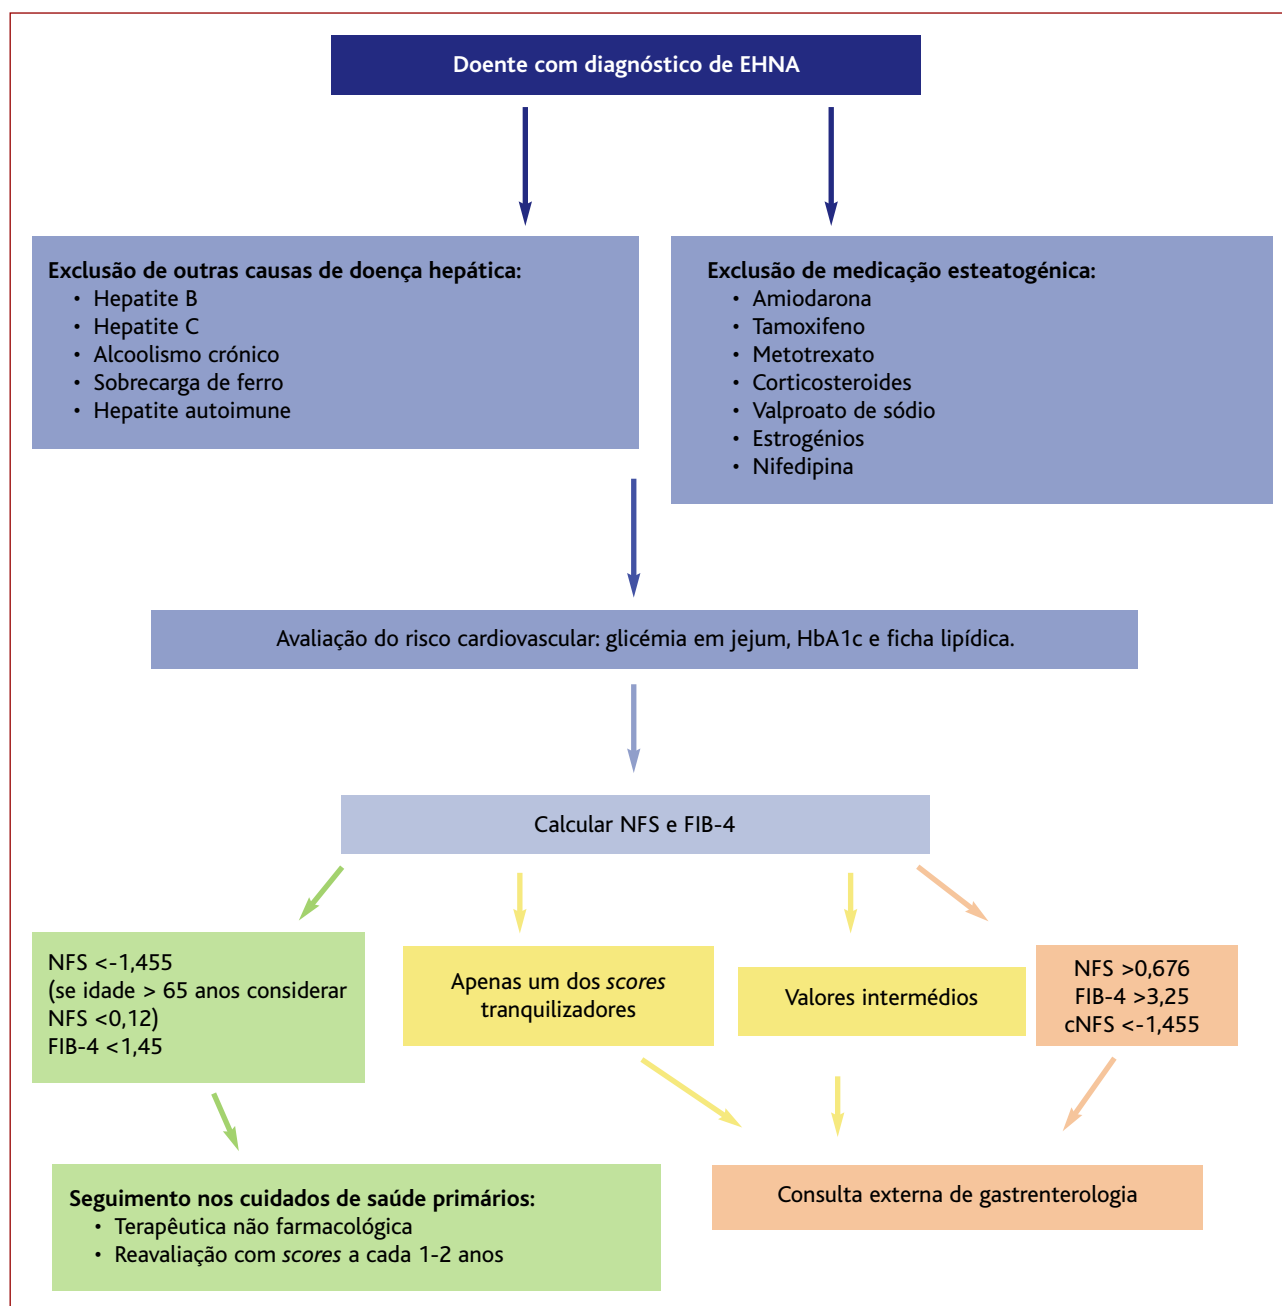 Doente com diagnóstico de EHNA
Exclusão de outras causas de doença hepática:
• Hepatite B
• Hepatite C
• Alcoolismo crónico
• Sobrecarga de ferro
• Hepatite autoimune
Exclusão de medicação esteatogénica:
• Amiodarona
• Tamoxifeno
• Metotrexato
• Corticosteroides
• Valproato de sódio
• Estrogénios
• Nifedipina
Avaliação do risco cardiovascular: glicémia em jejum, HbA1c e ficha lipídica.
Calcular NFS e FIB-4
NFS <-1,455
(se idade > 65 anos considerar
NFS <0,12)
FIB-4 <1,45
Apenas um dos scores
tranquilizadores
Valores intermédios
NFS >0,676
FIB-4 >3,25
cNFS <-1,455
Seguimento nos cuidados de saúde primários:
• Terapêutica não farmacológica
• Reavaliação com scores a cada 1-2 anos
Consulta externa de gastrenterologia